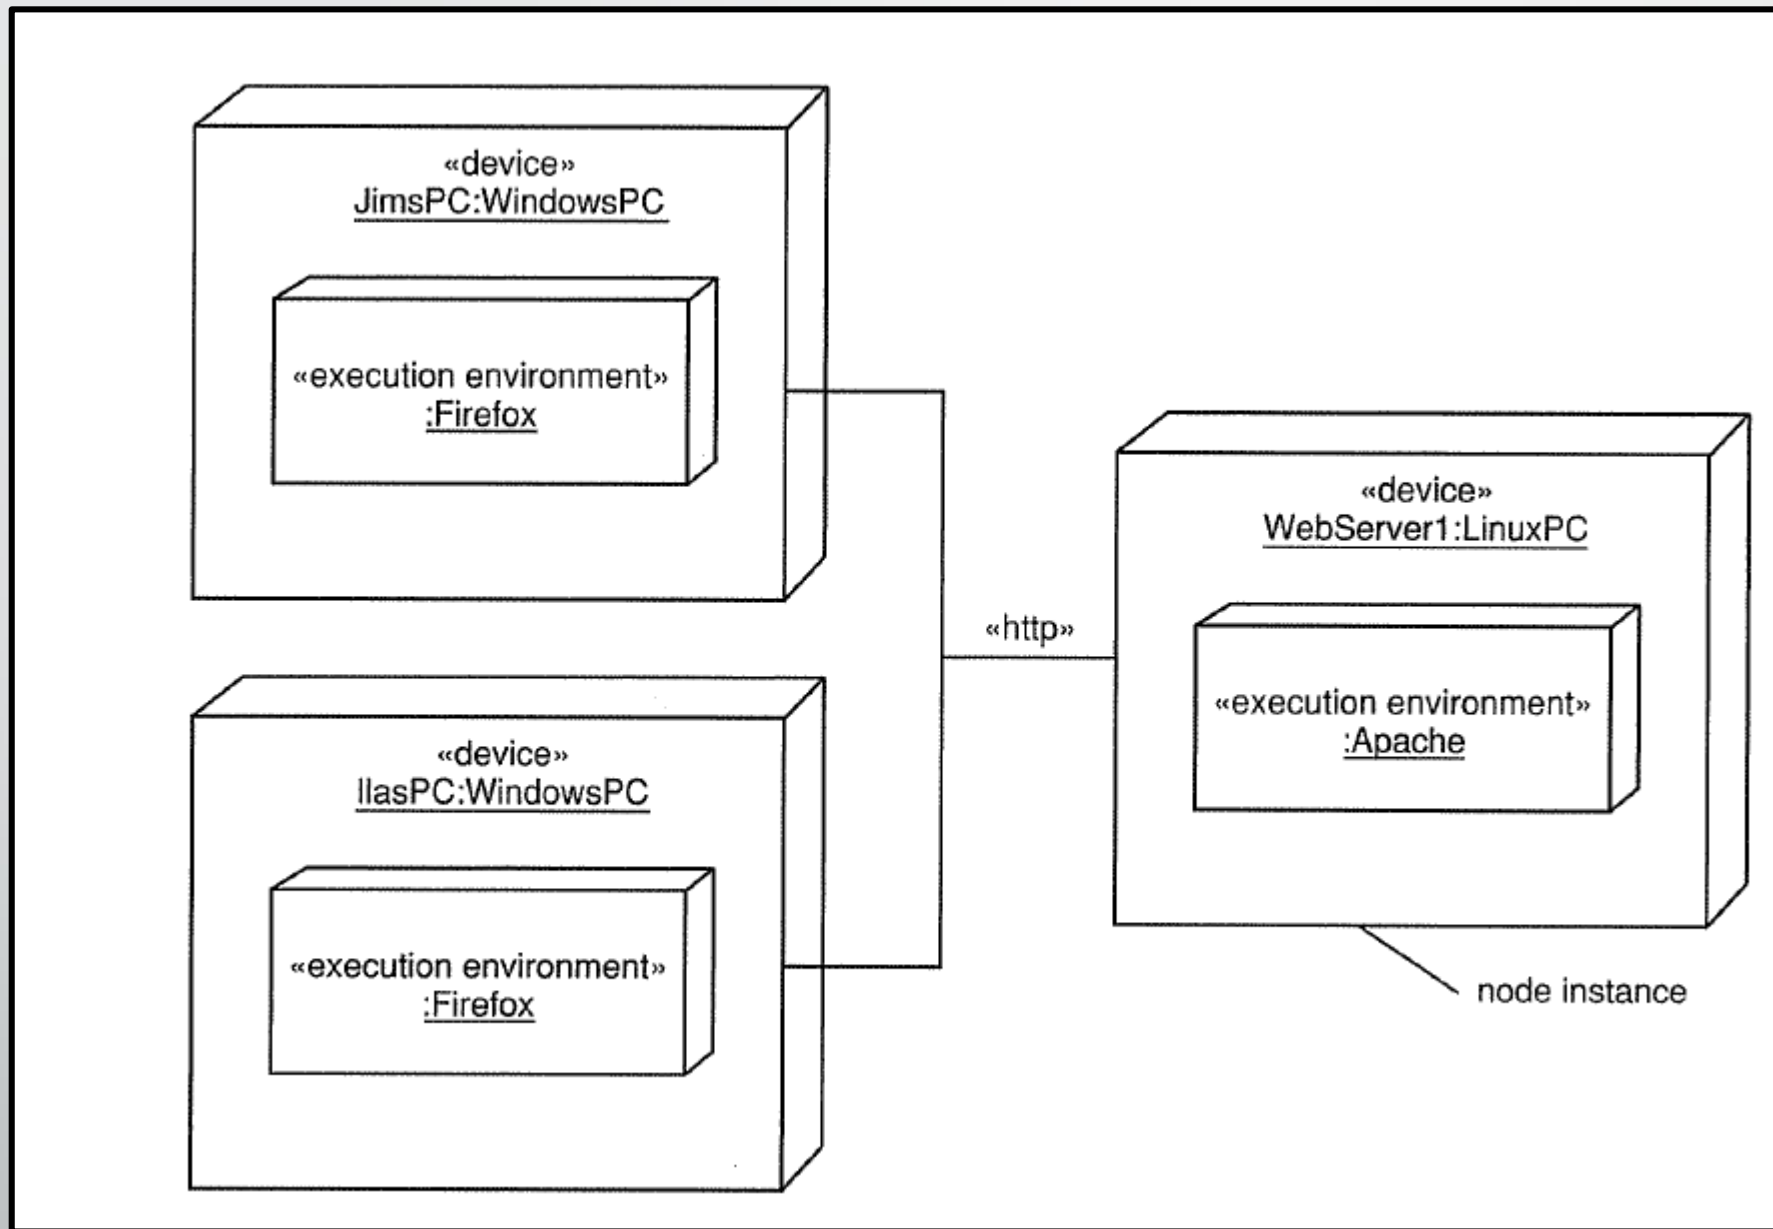 «device»
JimsPC:WindowsPC
«execution environment»
:Firefox
«device»
IlasPC:WindowsPC
«execution environment»
:Firefox
«http»
«device»
WebServer1:LinuxPC
«execution environment»
:Apache
node instance